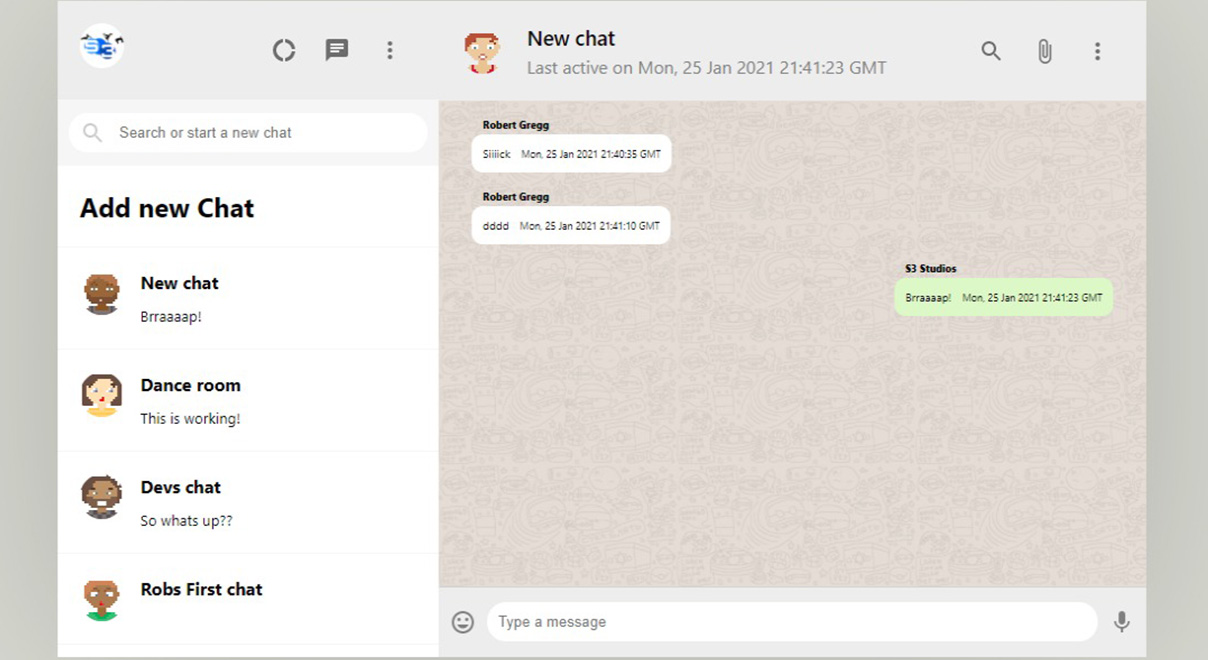 S3
New chat
Last active on Mon, 25 Jan 2021 21:41:23 GMT
Search or start a new chat
Add new Chat
New chat
Brraaaap!
Dance room
This is working!
Devs chat
So whats up??
Robs First chat
Robert Gregg
Siiiick Mon, 25 Jan 2021 21:40:35 GMT
Robert Gregg
dddd Mon, 25 Jan 2021 21:41:10 GMT
S3 Studios
Brraaaap! Mon, 25 Jan 2021 21:41:23 GMT
Type a message